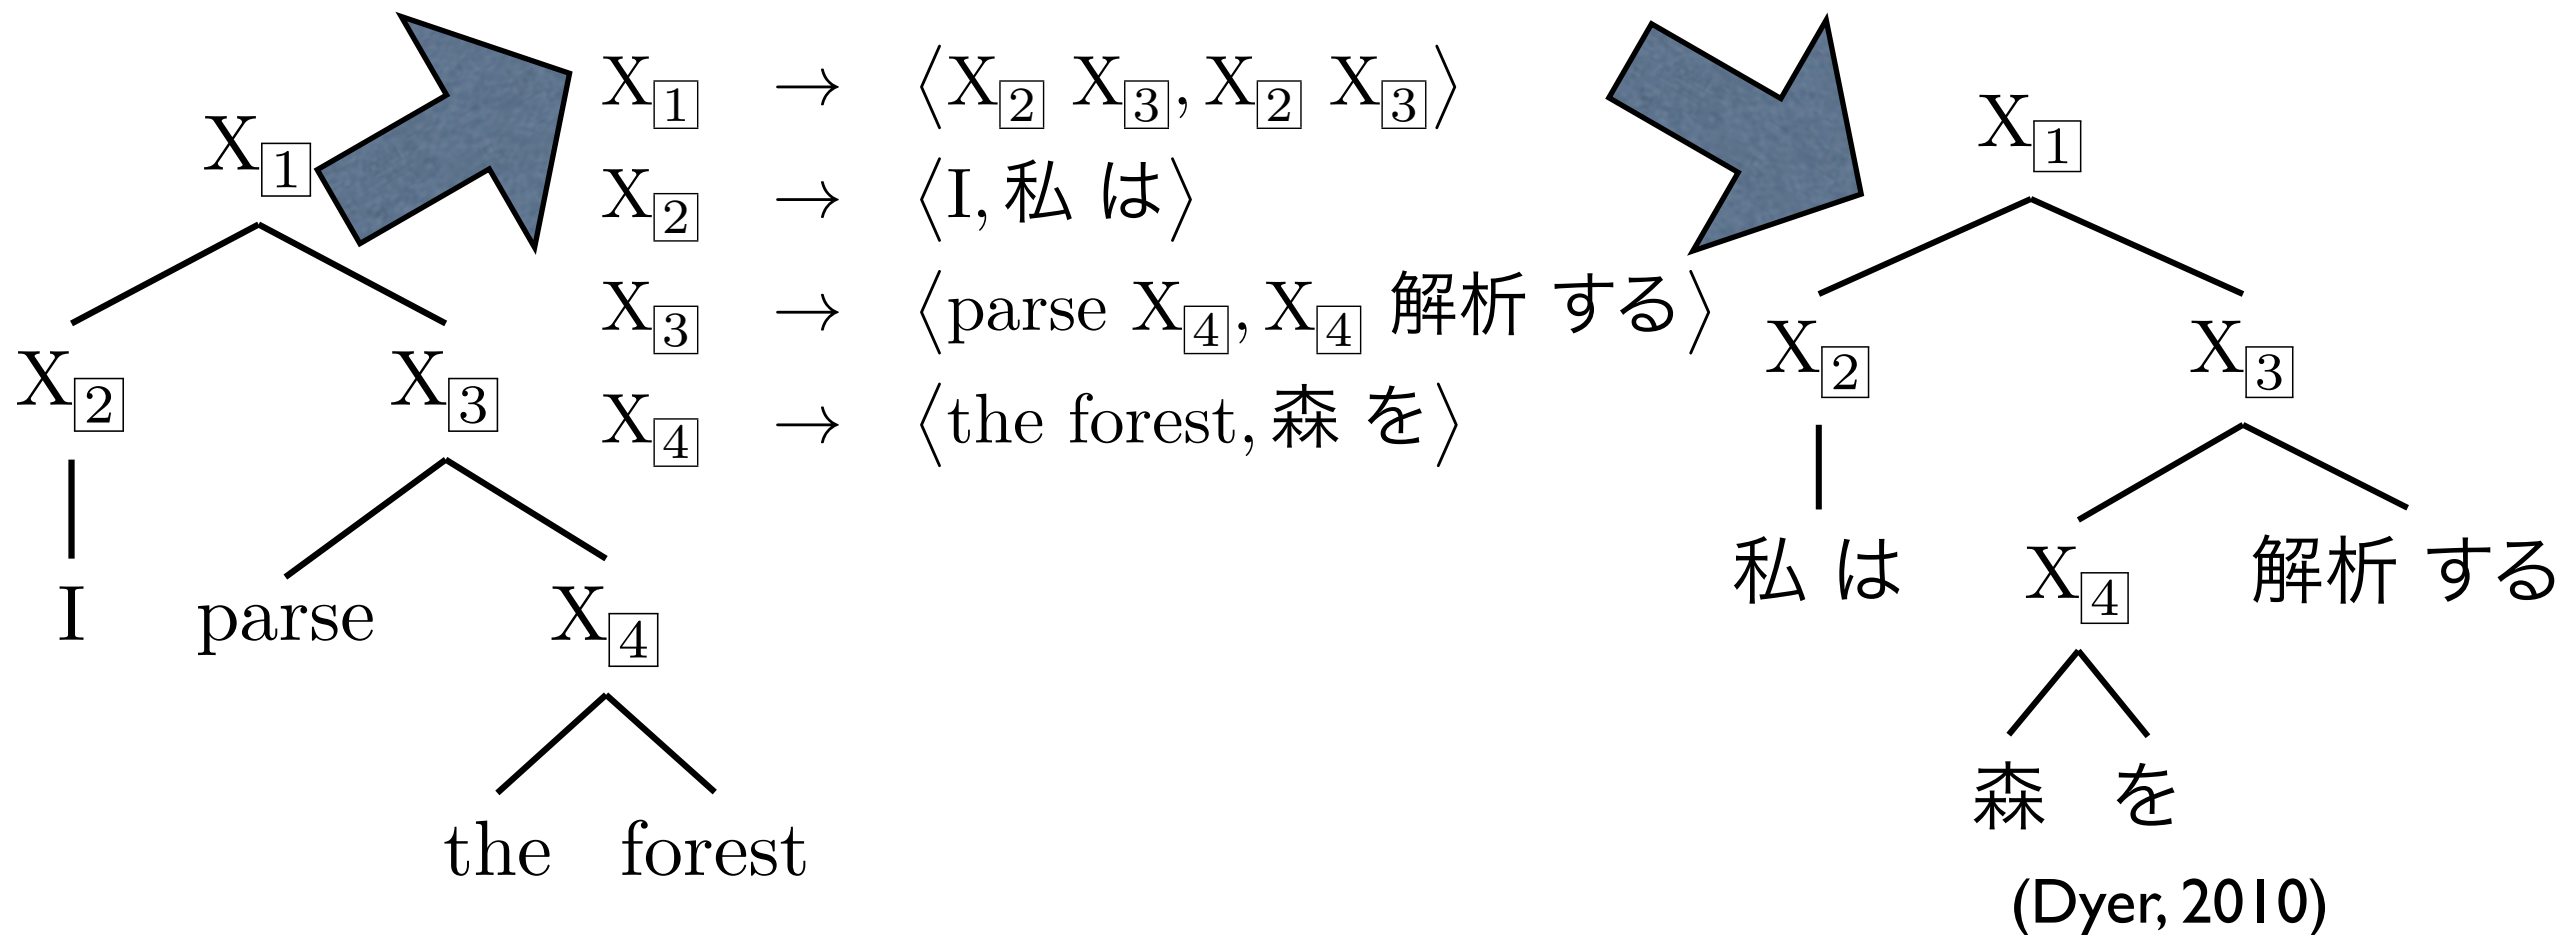 X1
X2 X3
I parse X4
the forest
X1 → ⟨X2 X3, X2 X3⟩
X2 → ⟨I, 私 は⟩
X3 → ⟨parse X4, X4 解析 する⟩
X4 → ⟨the forest, 森 を⟩
X1
X2 X3
私 は X4 解析 する
森 を
(Dyer, 2010)